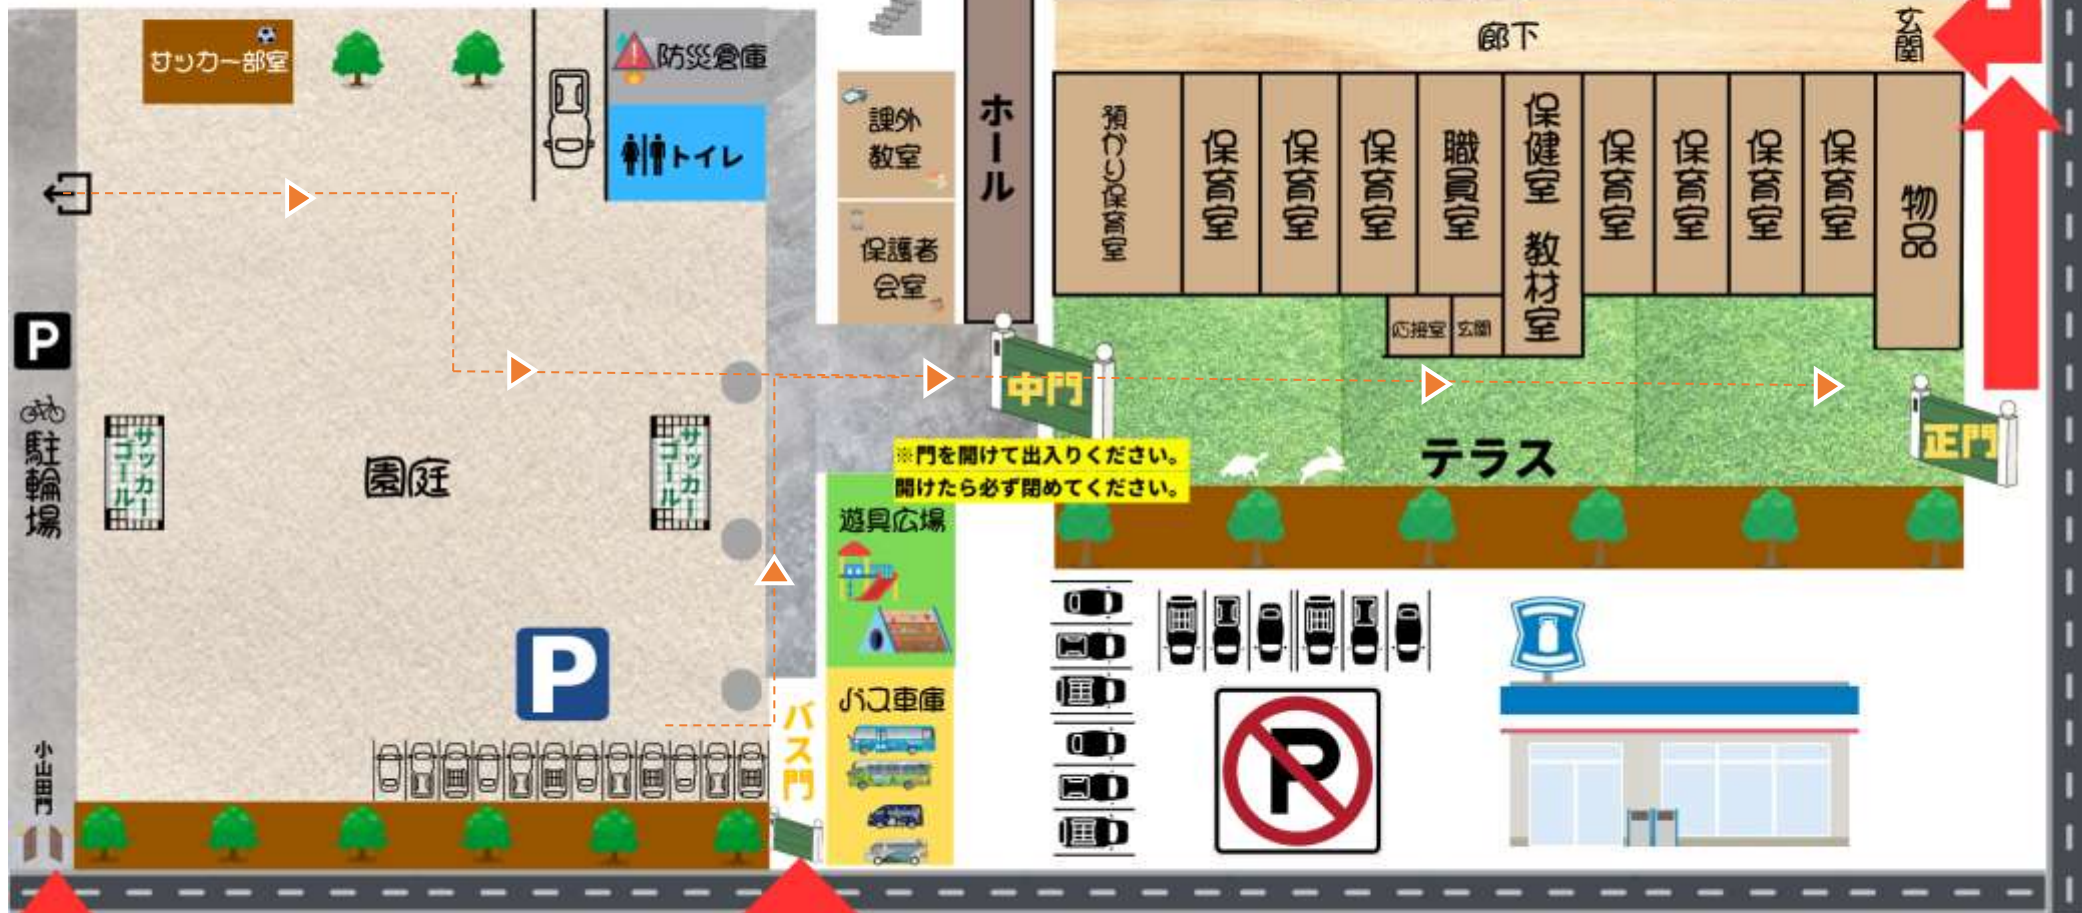 サッカー部室
防災倉庫
トイレ
課外
教室
保護者
会室
ホール
廊下
玄関
預かり保育室
保育室
保育室
保育室
職員室
保健室 教材室
保育室
保育室
保育室
保育室
物品
応接室
玄関
P
駐輪場
サッカー
ゴール
園庭
サッカー
ゴール
中門
※門を開けて出入りください。
開けたら必ず閉めてください。
テラス
正門
遊具広場
P
バス門
バス車庫
P
小山田門